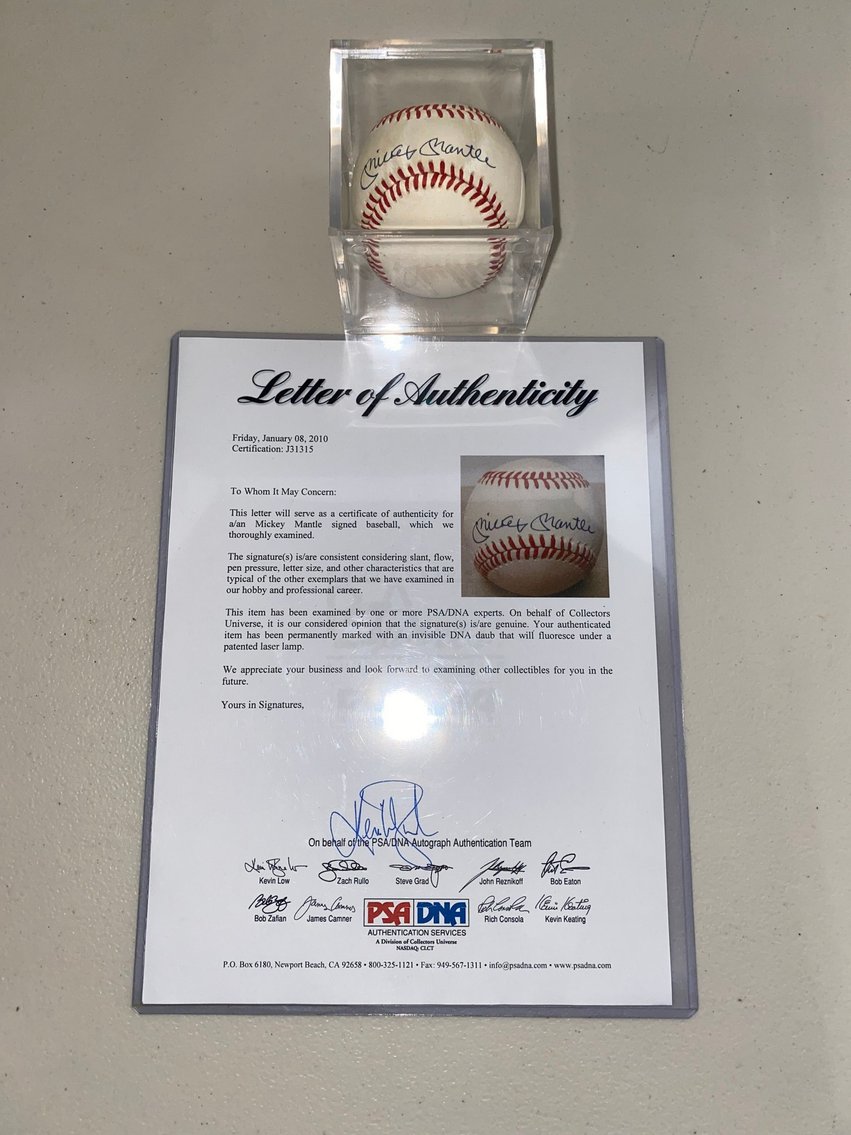 Mickey Mantle
Letter of Authenticity
Friday, January 08, 2010
Certification: J31315
To Whom It May Concern:
This letter will serve as a certificate of authenticity for
a/an Mickey Mantle signed baseball, which we
thoroughly examined.
Mickey Mantle
The signature(s) is/are consistent considering slant, flow,
pen pressure, letter size, and other characteristics that are
typical of the other exemplars that we have examined in
our hobby and professional career.
This item has been examined by one or more PSA/DNA experts. On behalf of Collectors
Universe, it is our considered opinion that the signature(s) is/are genuine. Your authenticated
item has been permanently marked with an invisible DNA daub that will fluoresce under a
patented laser lamp.
We appreciate your business and look forward to examining other collectibles for you in the
future.
Yours in Signatures,
On behalf of the PSA/DNA Autograph Authentication Team
Kevin Low Zach Rullo Steve Grad John Reznikoff Bob Eaton
Bob Zafian James Camner PSA DNA Rich Consola Kevin Keating
AUTHENTICATION SERVICES
A Division of Collectors Universe
NASDAQ: CLCT
P.O. Box 6180, Newport Beach, CA 92658 • 800-325-1121 • Fax: 949-567-1311 • info@psadna.com • www.psadna.com